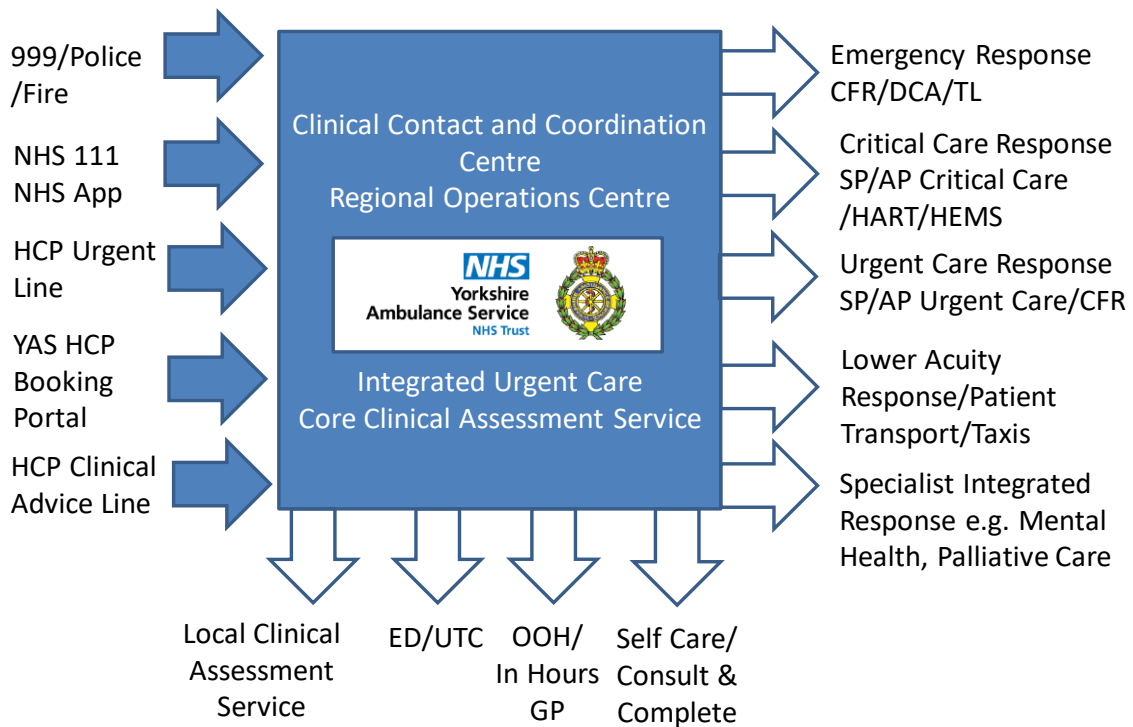 999/Police
/Fire
NHS 111
NHS App
HCP Urgent
Line
YAS HCP
Booking
Portal
HCP Clinical
Advice Line
Clinical Contact and Coordination
Centre
Regional Operations Centre
NHS
Yorkshire
Ambulance Service
NHS Trust
Integrated Urgent Care
Core Clinical Assessment Service
Emergency Response
CFR/DCA/TL
Critical Care Response
SP/AP Critical Care
/HART/HEMS
Urgent Care Response
SP/AP Urgent Care/CFR
Lower Acuity
Response/Patient
Transport/Taxis
Specialist Integrated
Response e.g. Mental
Health, Palliative Care
Local Clinical
Assessment
Service
ED/UTC
OOH/
In Hours
GP
Self Care/
Consult &
Complete